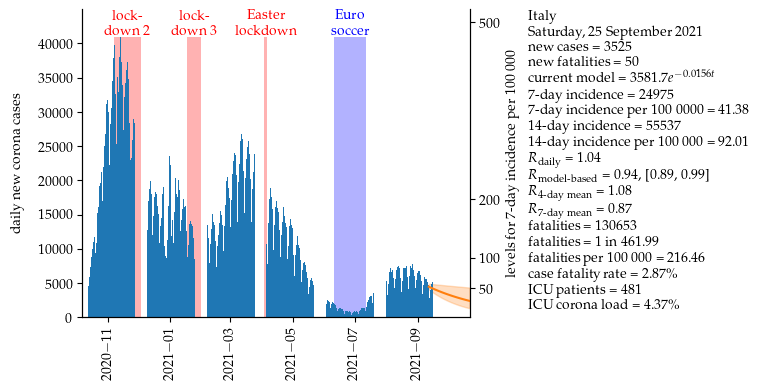 lock-
down 2
lock-
down 3
Easter
lockdown
Euro
soccer
daily new corona cases
40000
35000
30000
25000
20000
15000
10000
5000
0
2020−11
2021−01
2021−03
2021−05
2021−07
2021−09
500
200
100
50
levels for 7-day incidence per 100 000
Italy
Saturday, 25 September 2021
new cases = 3525
new fatalities = 50
current model = 3581.7e^−0.0156t
7-day incidence = 24975
7-day incidence per 100 0000 = 41.38
14-day incidence = 55537
14-day incidence per 100 000 = 92.01
R daily = 1.04
R model-based = 0.94, [0.89, 0.99]
R 4-day mean = 1.08
R 7-day mean = 0.87
fatalities = 130653
fatalities = 1 in 461.99
fatalities per 100 000 = 216.46
case fatality rate = 2.87%
ICU patients = 481
ICU corona load = 4.37%